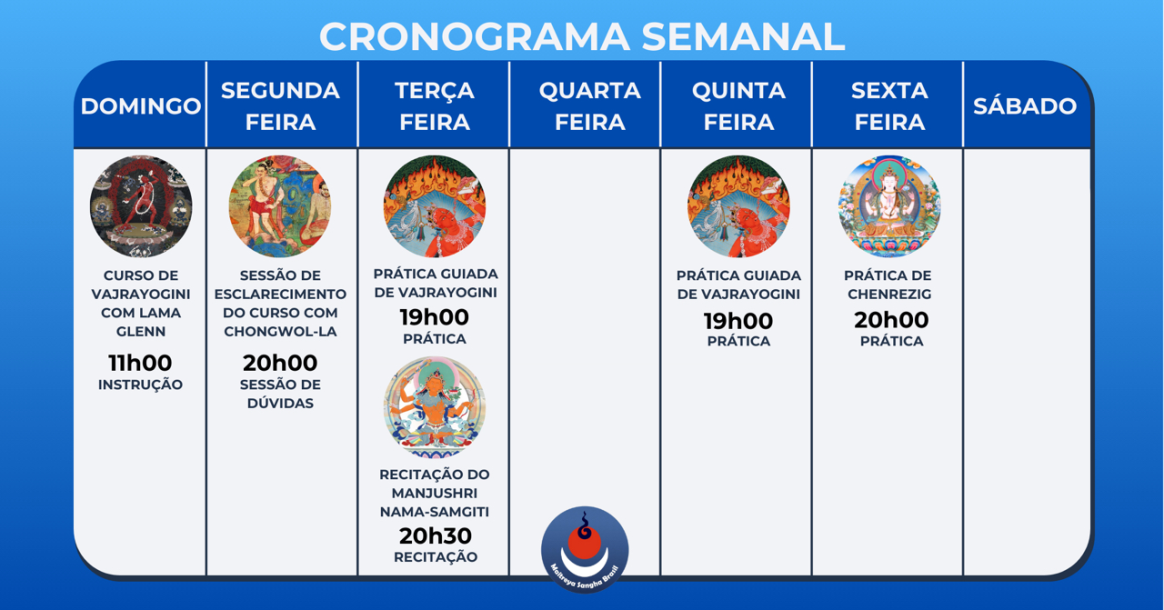 CRONOGRAMA SEMANAL
DOMINGO
SEGUNDA
FEIRA
TERÇA
FEIRA
QUARTA
FEIRA
QUINTA
FEIRA
SEXTA
FEIRA
SÁBADO
CURSO DE
VAJRAYOGINI
COM LAMA
GLENN
11h00
INSTRUÇÃO
SESSÃO DE
ESCLARECIMENTO
DO CURSO COM
CHONGWOL-LA
20h00
SESSÃO DE
DÚVIDAS
PRÁTICA GUIADA
DE VAJRAYOGINI
19h00
PRÁTICA
RECITAÇÃO DO
MANJUSHRI
NAMA-SAMGITI
20h30
RECITAÇÃO
PRÁTICA GUIADA
DE VAJRAYOGINI
19h00
PRÁTICA
PRÁTICA DE
CHENREZIG
20h00
PRÁTICA
Maitreya Sangha Brasil